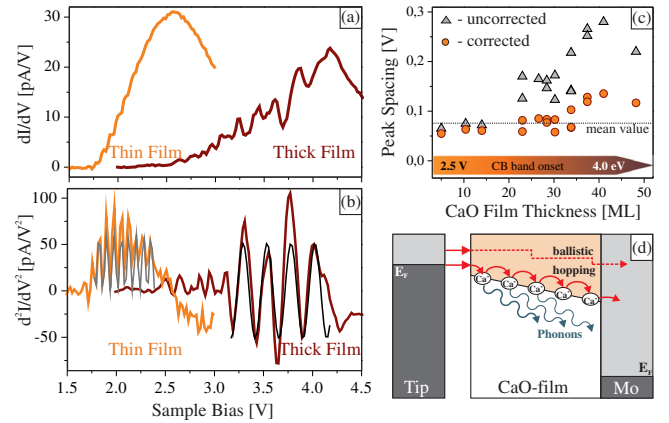 (a)
30
20
10
0
dI/dV [pA/V]
Thin Film
Thick Film
(b)
100
50
0
-50
d²I/dV² [pA/V²]
Thin Film
Thick Film
1.5 2.0 2.5 3.0 3.5 4.0 4.5
Sample Bias [V]
(c)
- uncorrected
- corrected
0.3
0.2
0.1
0.0
Peak Spacing [V]
mean value
2.5 V CB band onset 4.0 eV
0 10 20 30 40 50
CaO Film Thickness [ML]
(d)
ballistic
hopping
E_F
Ca Ca Ca Ca Ca
Phonons
E_F
Tip
CaO-film
Mo